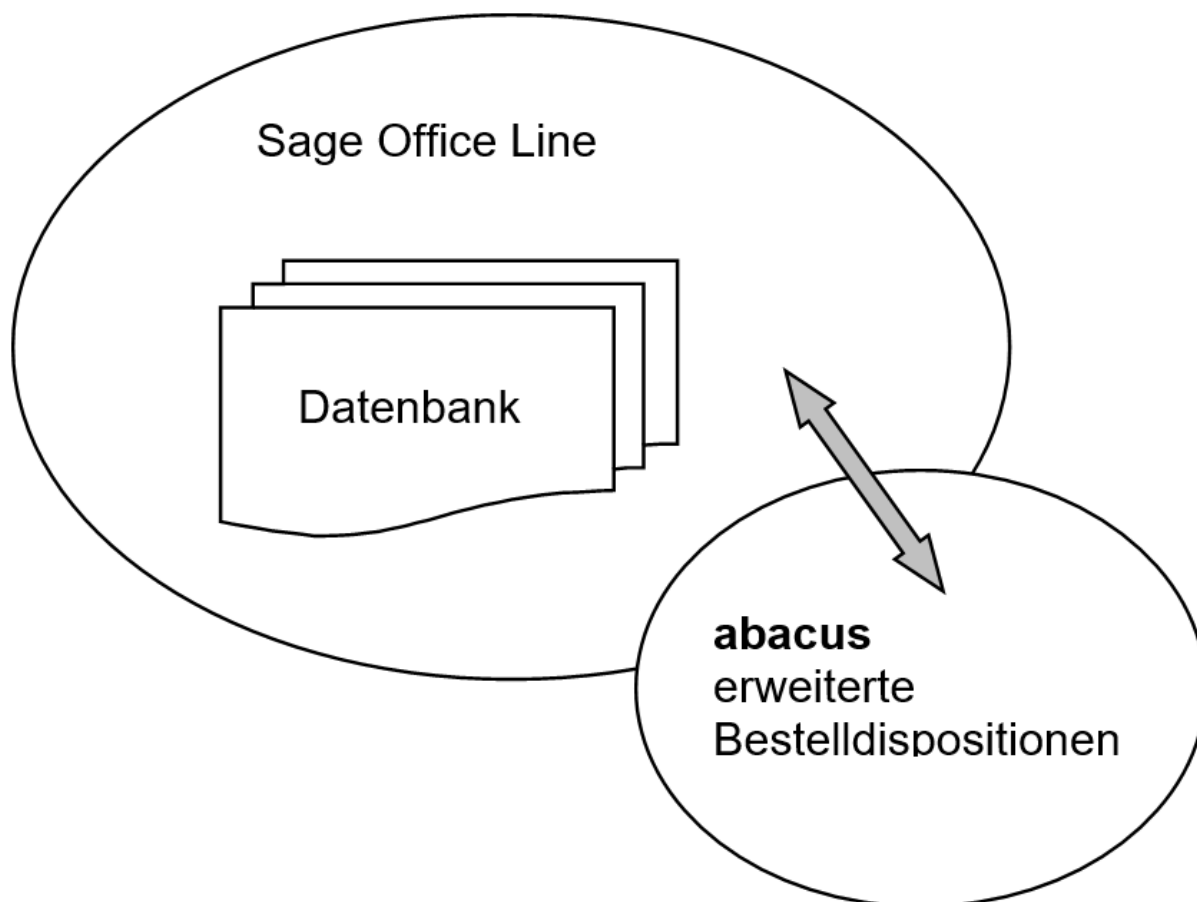 Sage Office Line
Datenbank
abacus
erweiterte
Bestelldispositionen